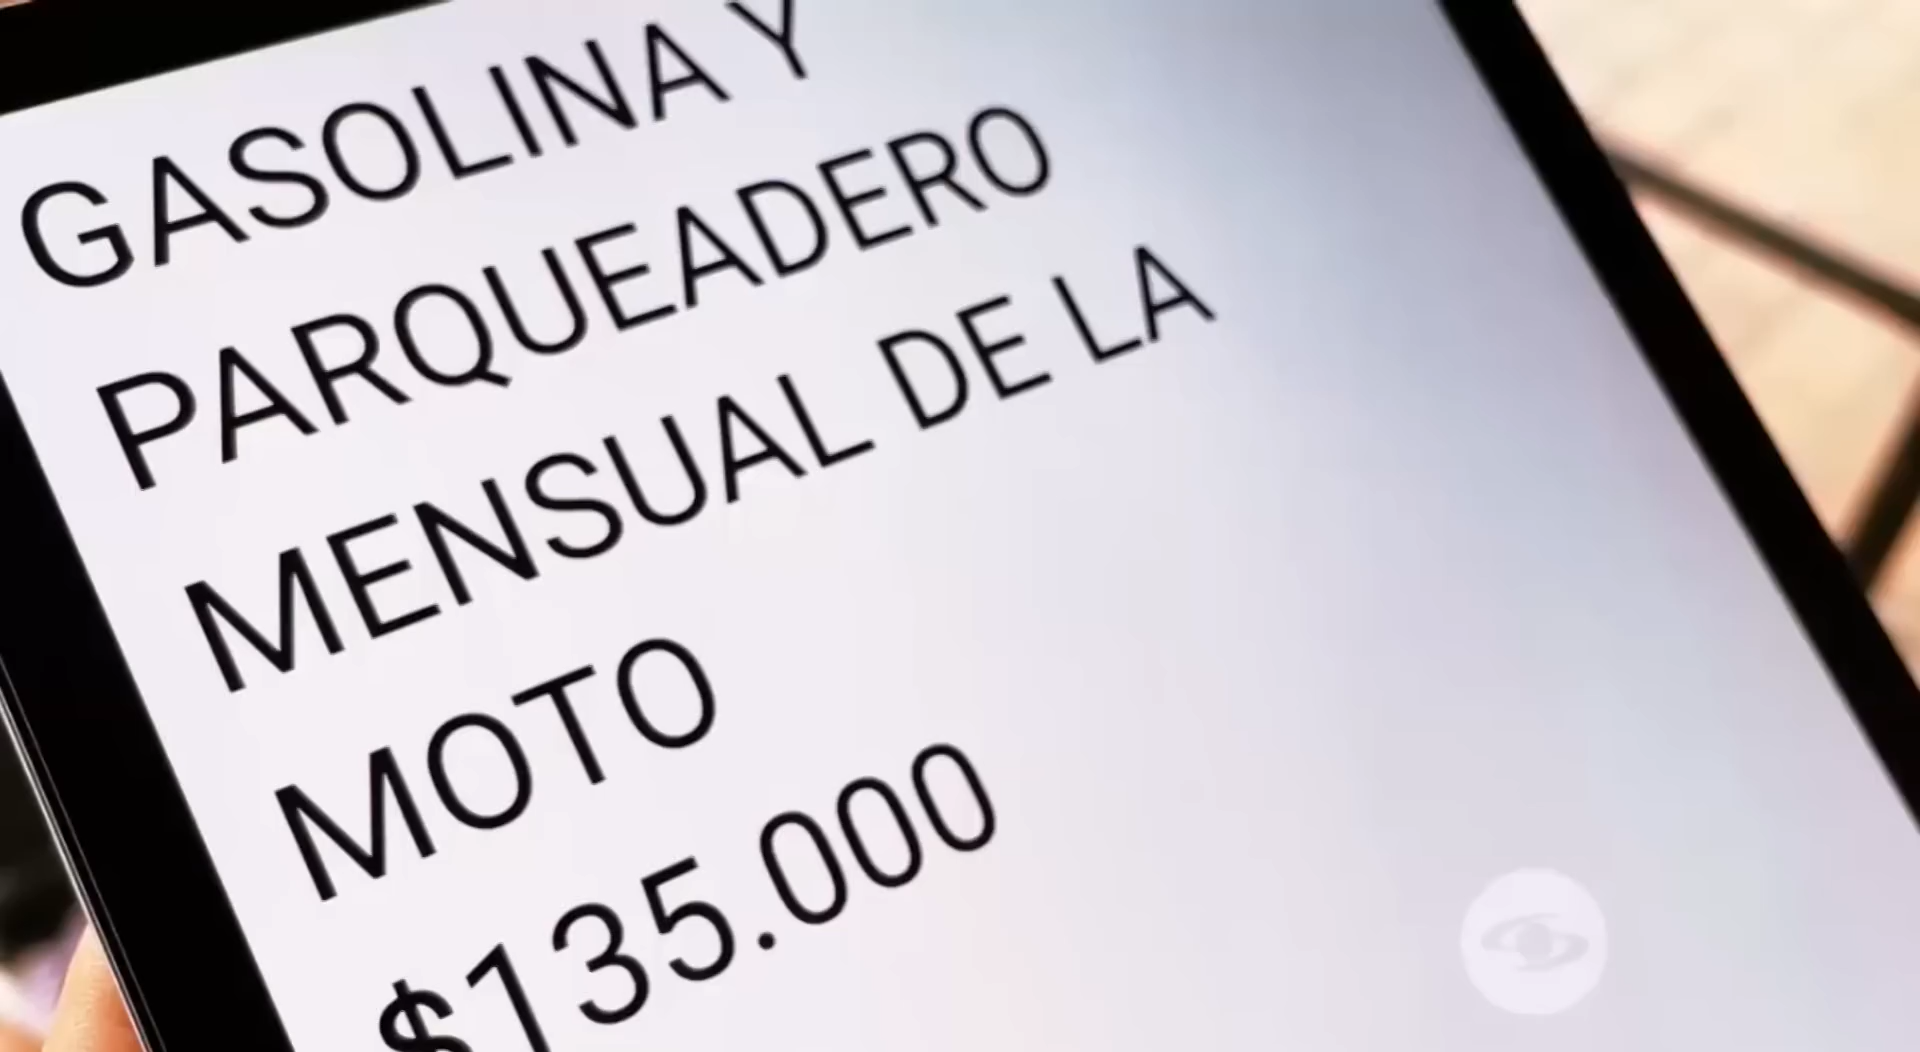 GASOLINA Y
PARQUEADERO
MENSUAL DE LA
MOTO
$135.000